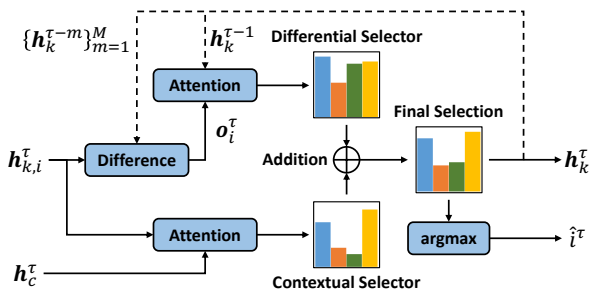 {h_k^{τ-m}}_{m=1}^M
h_k^{τ-1}
Differential Selector
Attention
o_i^τ
Final Selection
h_{k,i}^τ
Difference
Addition
h_k^τ
Attention
argmax
î^τ
h_c^τ
Contextual Selector